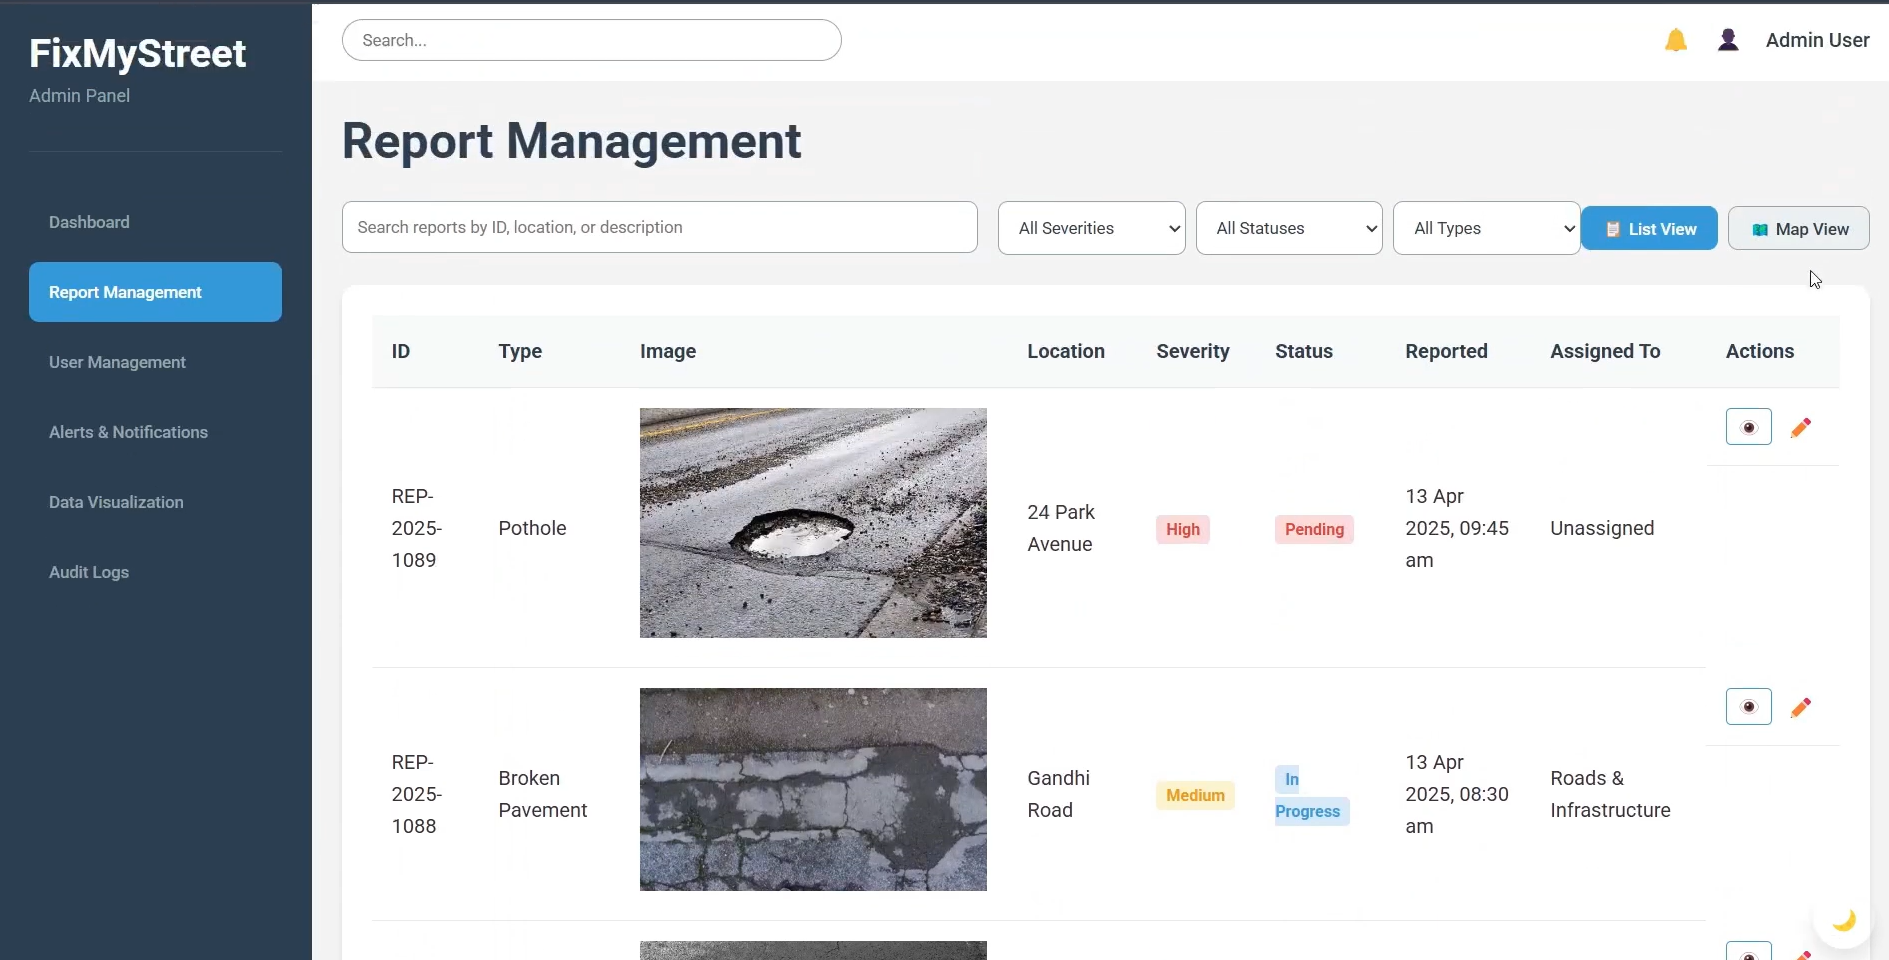 FixMyStreet
Admin Panel
Dashboard
Report Management
User Management
Alerts & Notifications
Data Visualization
Audit Logs
Search...
Admin User
Report Management
Search reports by ID, location, or description
All Severities
All Statuses
All Types
List View
Map View
ID Type Image Location Severity Status Reported Assigned To Actions
REP-
2025-
1089
Pothole
24 Park
Avenue
High
Pending
13 Apr
2025, 09:45
am
Unassigned
REP-
2025-
1088
Broken
Pavement
Gandhi
Road
Medium
In
Progress
13 Apr
2025, 08:30
am
Roads &
Infrastructure